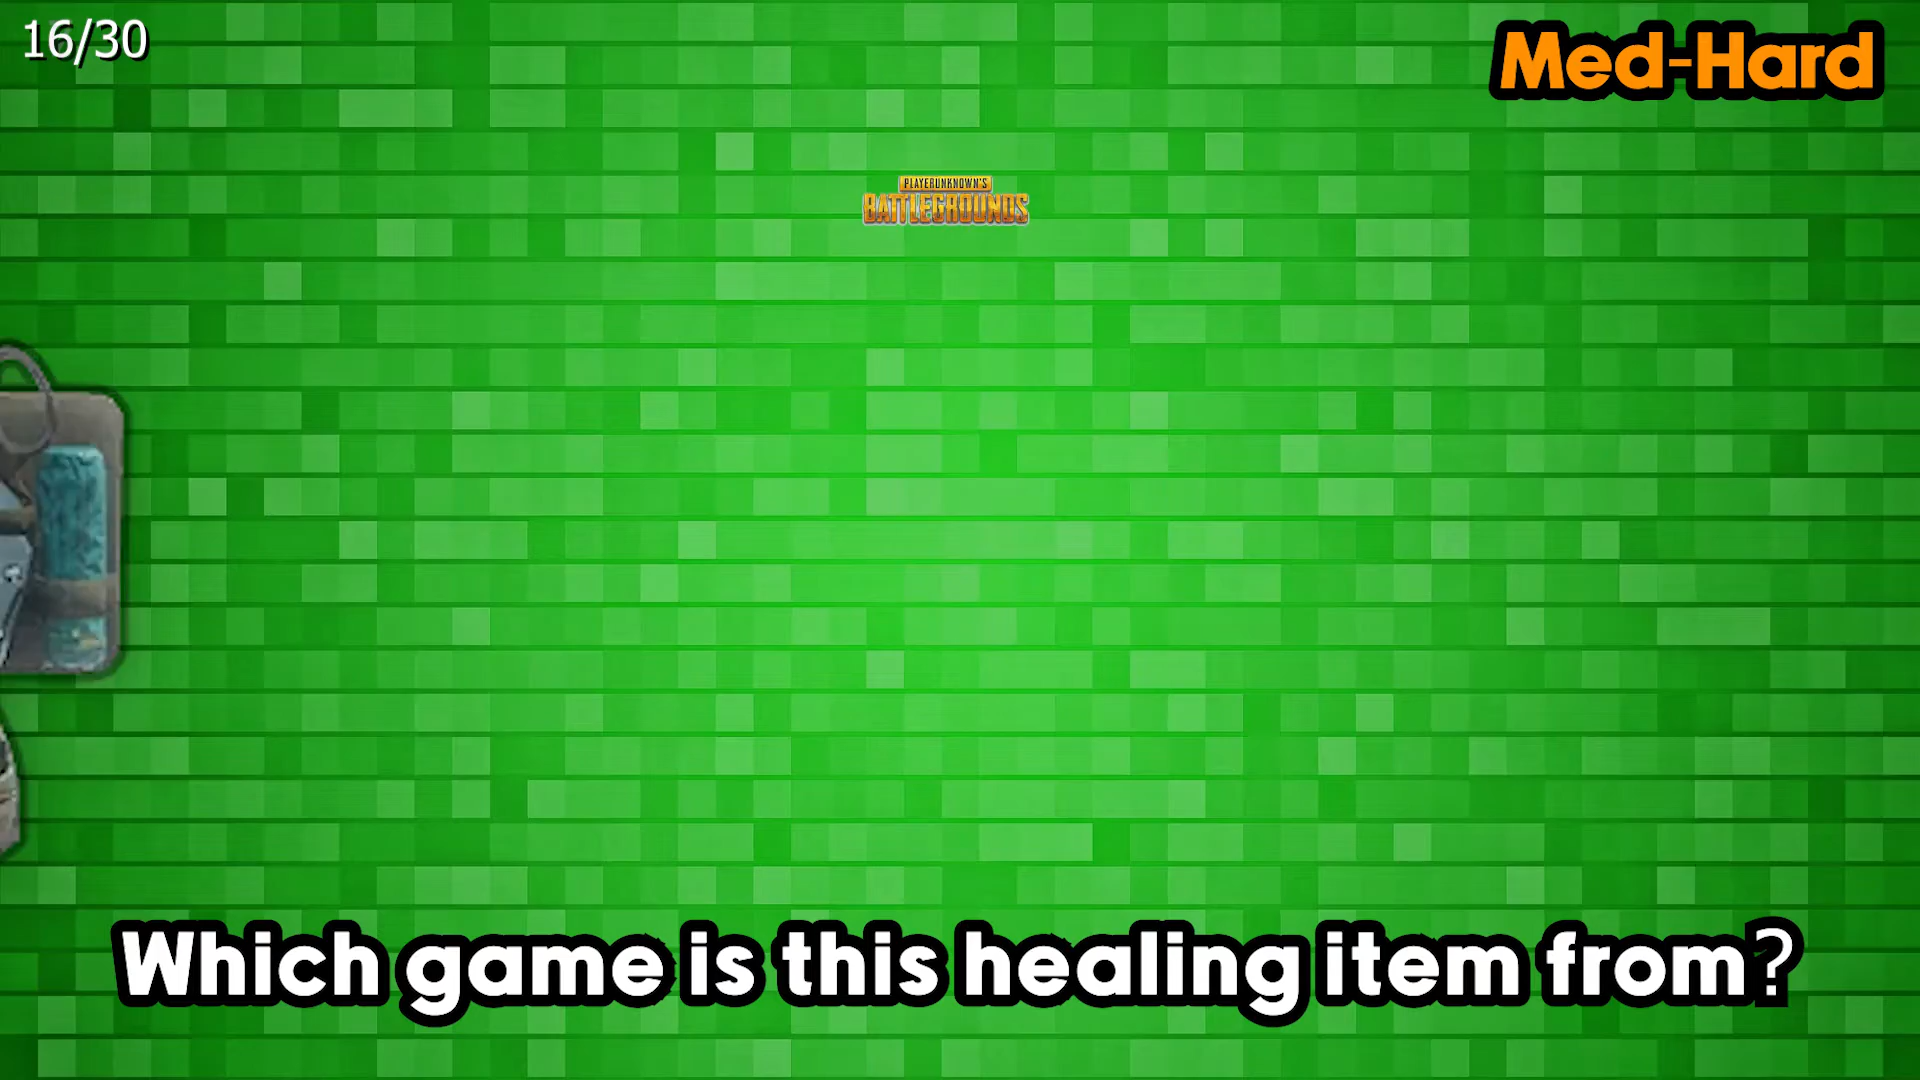 16/30
Med-Hard
PLAYERUNKNOWN'S
BATTLEGROUNDS
Which game is this healing item from?